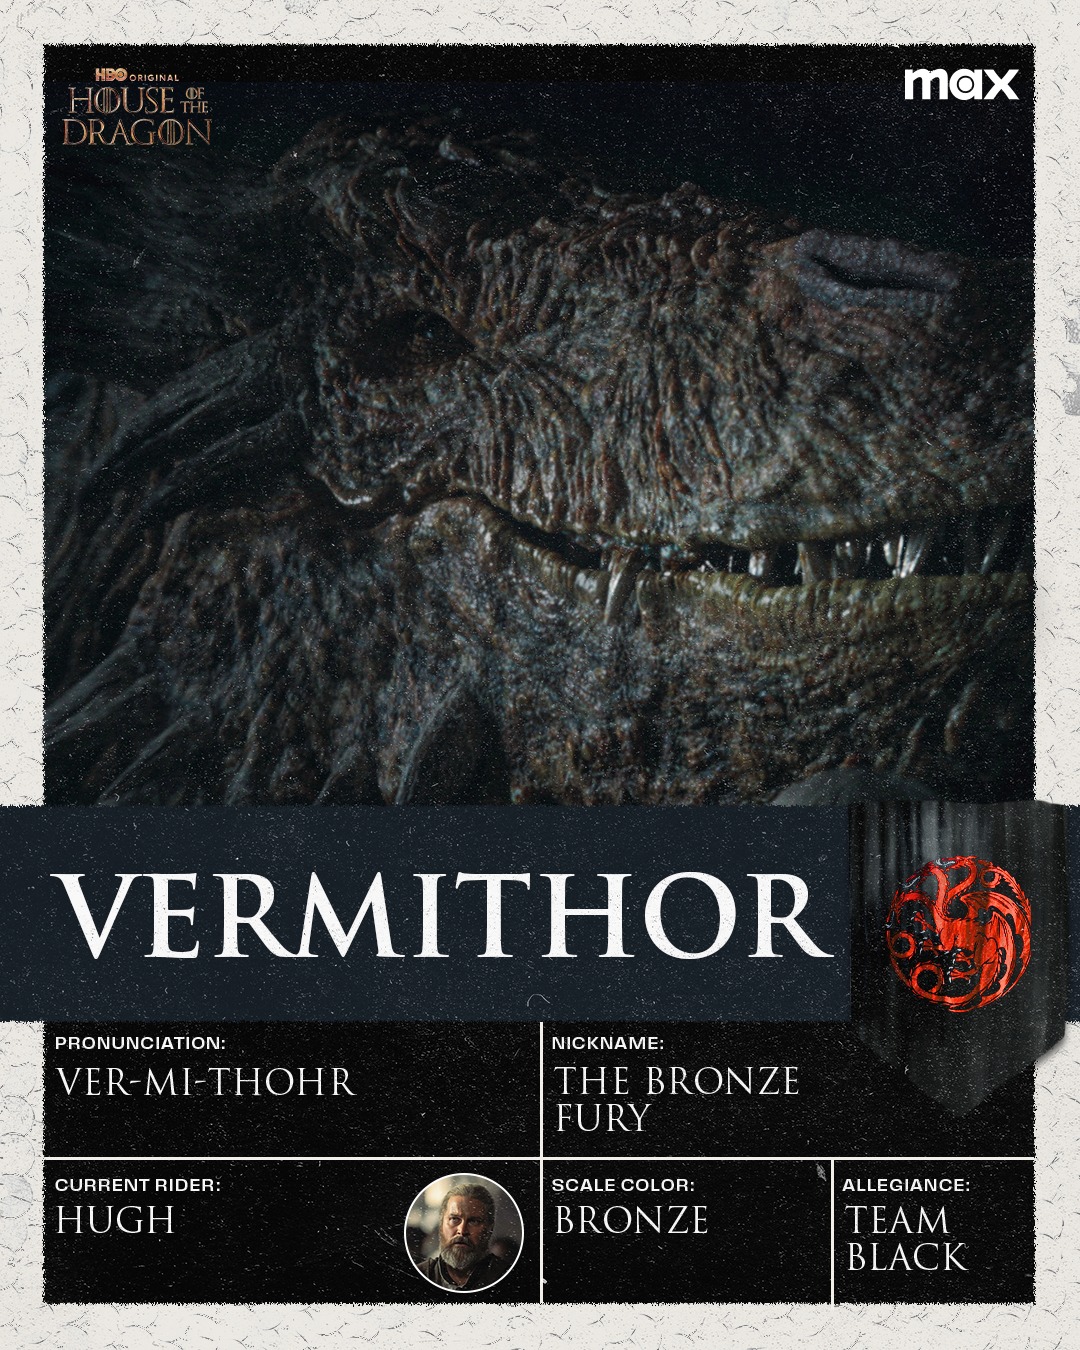 HBO ORIGINAL
HOUSE OF THE
DRAGON
max
VERMITHOR
PRONUNCIATION:
VER-MI-THOHR
NICKNAME:
THE BRONZE
FURY
CURRENT RIDER:
HUGH
SCALE COLOR:
BRONZE
ALLEGIANCE:
TEAM
BLACK